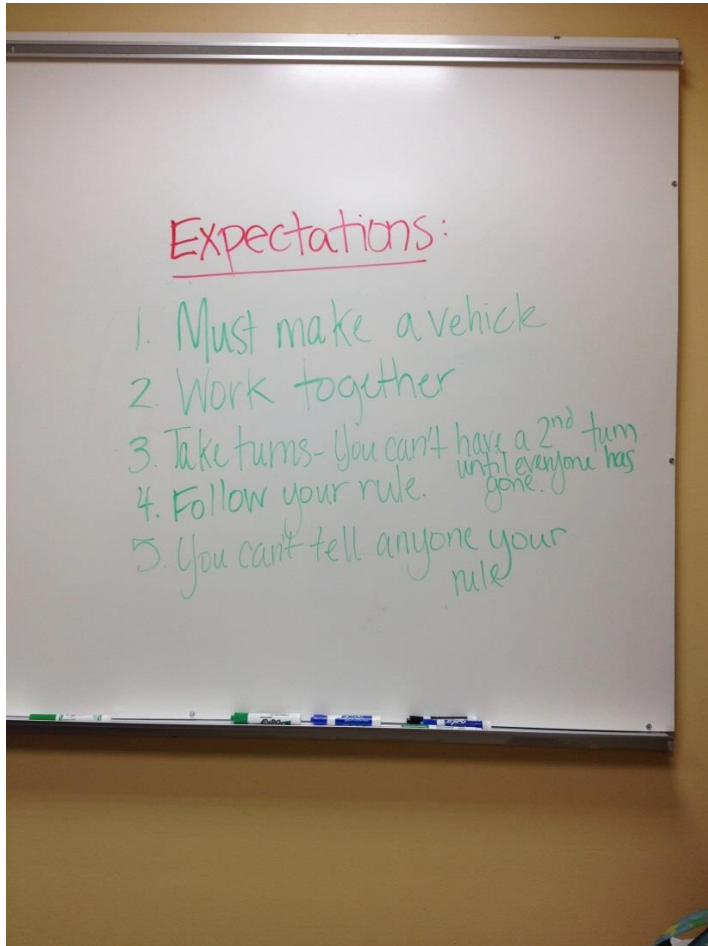 Expectations:
1. Must make a vehicle
2. Work together
3. Take turns- You can't have a 2nd turn
until everyone has
gone.
4. Follow your rule.
5. You can't tell anyone your
rule